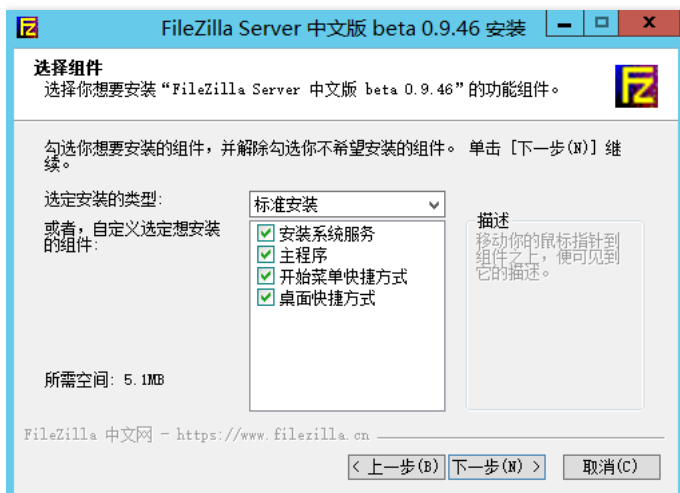 FileZilla Server 中文版 beta 0.9.46 安装
选择组件
选择你想要安装“FileZilla Server 中文版 beta 0.9.46”的功能组件。
勾选你想要安装的组件，并解除勾选你不希望安装的组件。 单击 [下一步(N)] 继
续。
选定安装的类型:
标准安装
或者，自定义选定想安装
的组件:
安装系统服务
主程序
开始菜单快捷方式
桌面快捷方式
描述
移动你的鼠标指针到
组件之上，便可见到
它的描述。
所需空间: 5.1MB
FileZilla 中文网 - https://www.filezilla.cn
< 上一步(B)
下一步(N) >
取消(C)